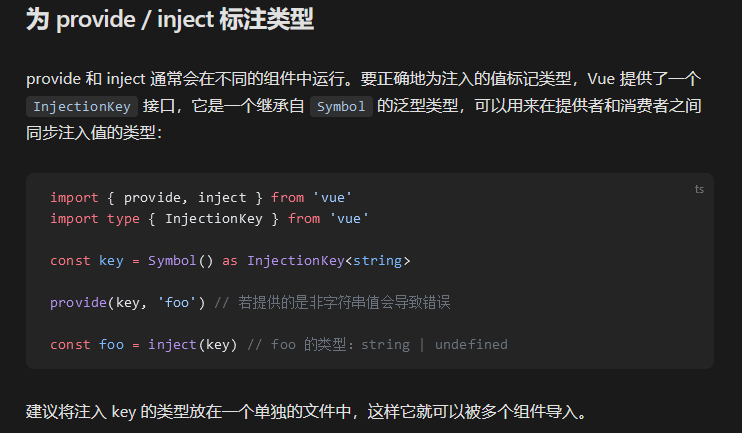 为 provide / inject 标注类型
provide 和 inject 通常会在不同的组件中运行。要正确地为注入的值标记类型，Vue 提供了一个
InjectionKey 接口，它是一个继承自 Symbol 的泛型类型，可以用来在提供者和消费者之间
同步注入值的类型：
ts
import { provide, inject } from 'vue'
import type { InjectionKey } from 'vue'
const key = Symbol() as InjectionKey<string>
provide(key, 'foo') // 若提供的是非字符串值会导致错误
const foo = inject(key) // foo 的类型：string | undefined
建议将注入 key 的类型放在一个单独的文件中，这样它就可以被多个组件导入。